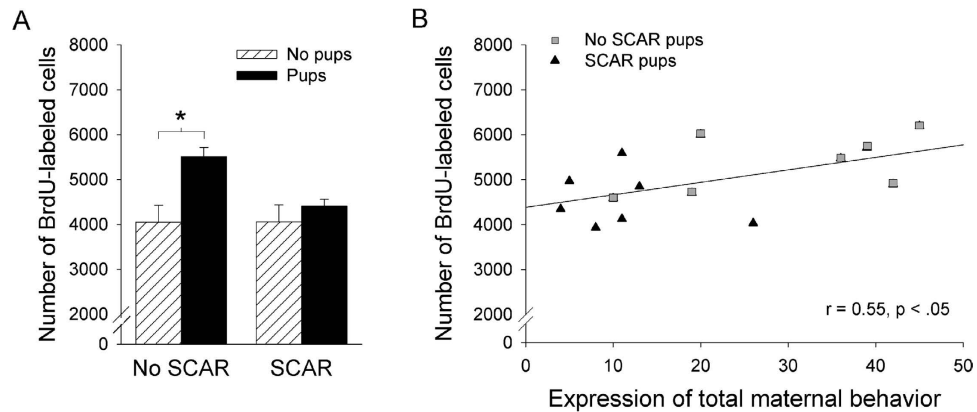 A
Number of BrdU-labeled cells
8000
7000
6000
5000
4000
3000
2000
0
No pups
Pups
*
No SCAR SCAR
B
Number of BrdU-labeled cells
8000
7000
6000
5000
4000
3000
2000
0
No SCAR pups
SCAR pups
r = 0.55, p < .05
0 10 20 30 40 50
Expression of total maternal behavior